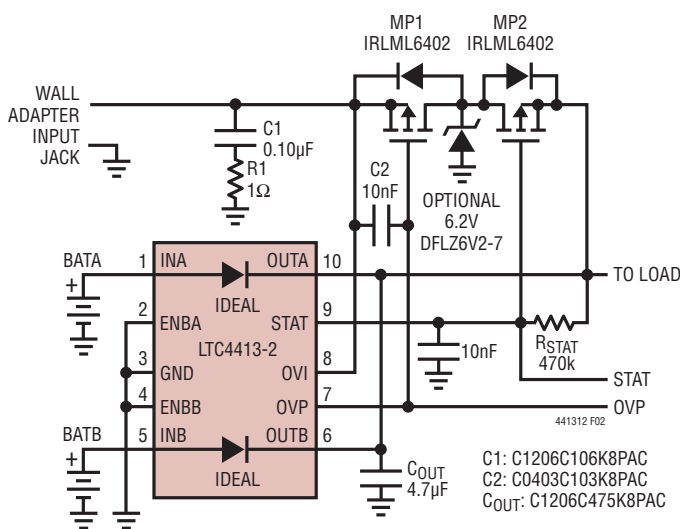 MP1
IRLML6402
MP2
IRLML6402
WALL
ADAPTER
INPUT
JACK
C1
0.10µF
R1
1Ω
C2
10nF
OPTIONAL
6.2V
DFLZ6V2-7
BATA
+
1
INA
OUTA
10
TO LOAD
IDEAL
2
ENBA
STAT
9
LTC4413-2
10nF
RSTAT
470k
3
GND
OVI
8
STAT
4
ENBB
OVP
7
OVP
441312 F02
BATB
+
5
INB
OUTB
6
IDEAL
COUT
4.7µF
C1: C1206C106K8PAC
C2: C0403C103K8PAC
COUT: C1206C475K8PAC